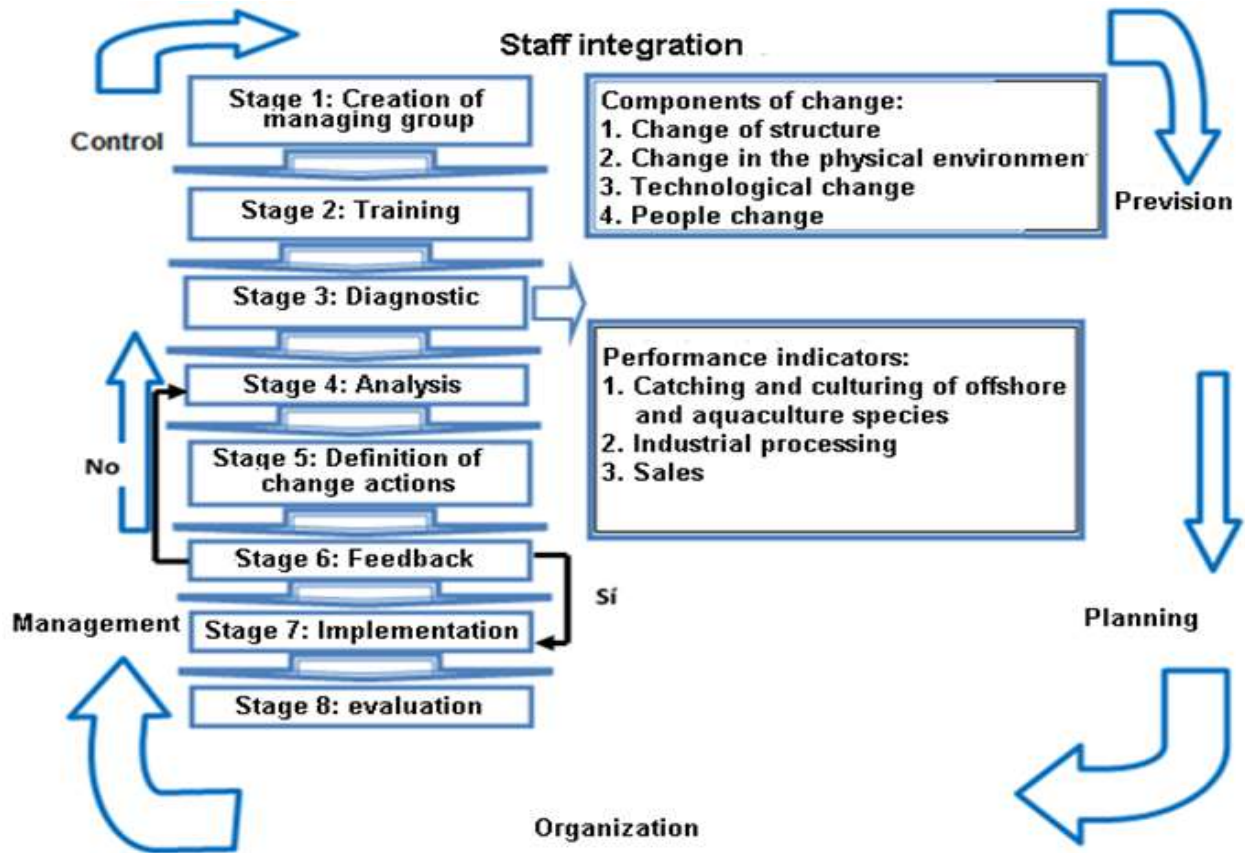 Staff integration
Stage 1: Creation of
managing group
Control
Components of change:
1. Change of structure
2. Change in the physical environmen
3. Technological change
4. People change
Prevision
Stage 2: Training
Stage 3: Diagnostic
Performance indicators:
1. Catching and culturing of offshore
and aquaculture species
2. Industrial processing
3. Sales
Stage 4: Analysis
No
Stage 5: Definition of
change actions
Stage 6: Feedback
Sí
Management
Stage 7: Implementation
Planning
Stage 8: evaluation
Organization